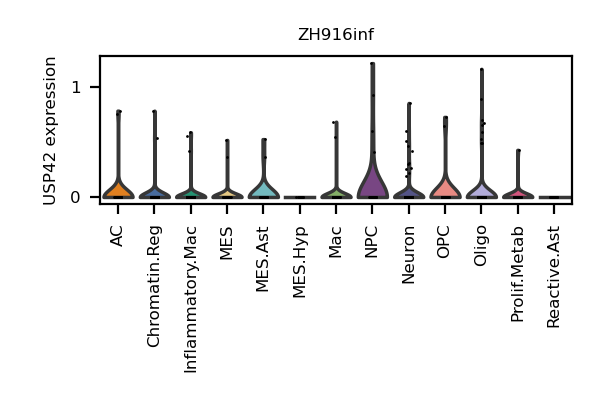 ZH916inf
USP42 expression
1
0
AC
Chromatin.Reg
Inflammatory.Mac
MES
MES.Ast
MES.Hyp
Mac
NPC
Neuron
OPC
Oligo
Prolif.Metab
Reactive.Ast